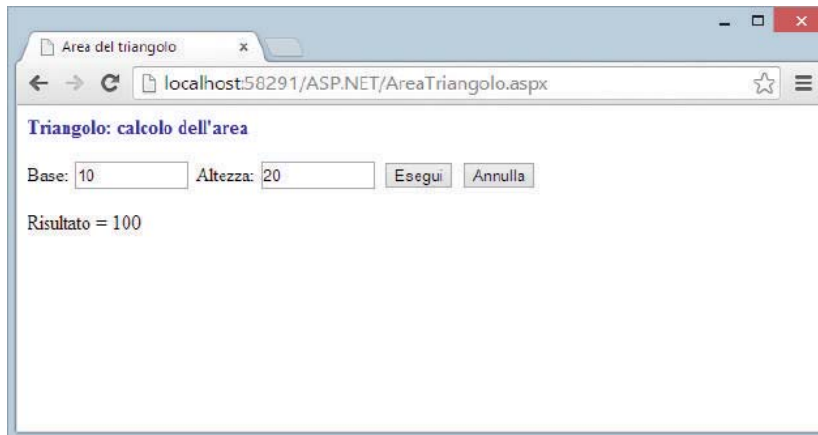 Area del triangolo
localhost:58291/ASP.NET/AreaTriangolo.aspx
Triangolo: calcolo dell'area
Base: 10 Altezza: 20 Esegui Annulla
Risultato = 100